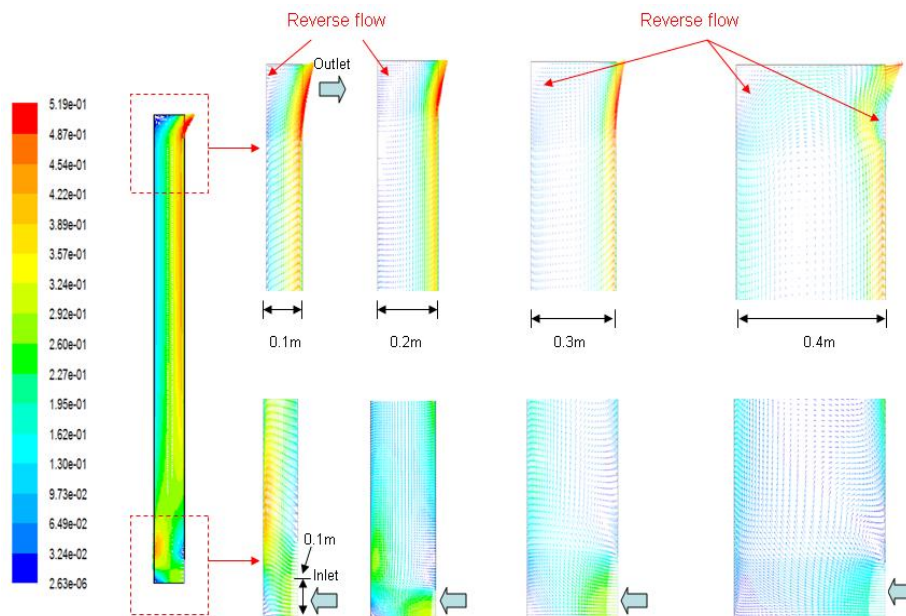 Reverse flow
Reverse flow
Outlet
5.19e-01
4.87e-01
4.54e-01
4.22e-01
3.89e-01
3.57e-01
3.24e-01
2.92e-01
2.60e-01
2.27e-01
1.95e-01
1.62e-01
1.30e-01
9.73e-02
6.49e-02
3.24e-02
2.63e-06
0.1m
0.2m
0.3m
0.4m
0.1m
Inlet